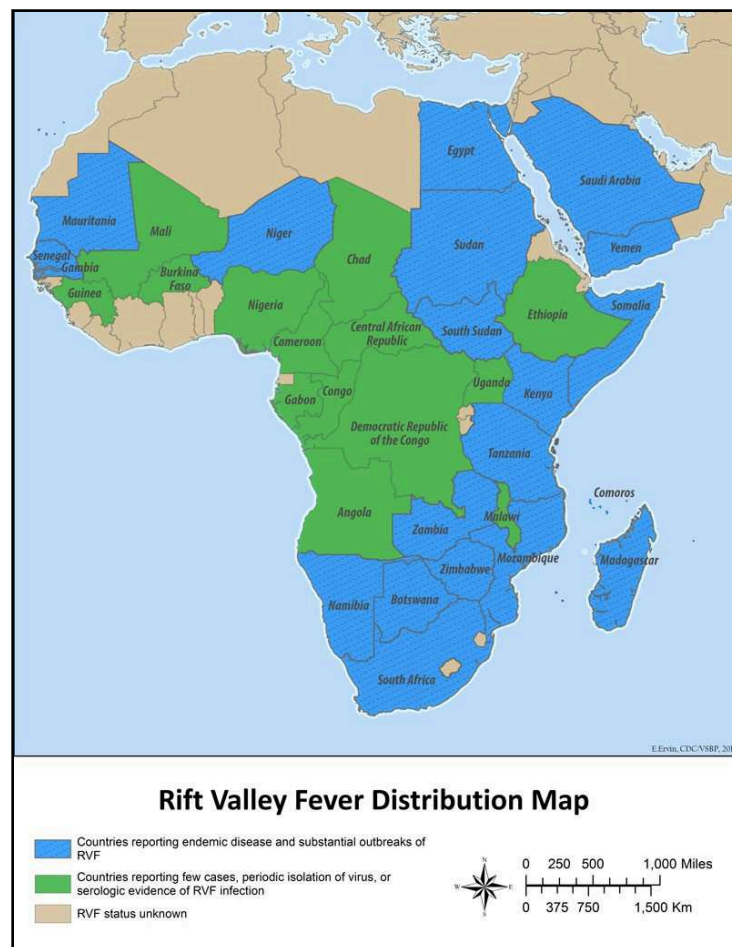 Egypt
Saudi Arabia
Mauritania
Mali
Niger
Sudan
Yemen
Senegal
Gambia
Chad
Burkina
Faso
Guinea
Nigeria
Somalia
Ethiopia
South Sudan
Central African
Republic
Cameroon
Uganda
Kenya
Congo
Gabon
Democratic Republic
of the Congo
Tanzania
Comoros
Angola
Malawi
Zambia
Mozambique
Madagascar
Zimbabwe
Namibia
Botswana
South Africa
E.Ervin, CDC/VSBP,
Rift Valley Fever Distribution Map
Countries reporting endemic disease and substantial outbreaks of
RVF
Countries reporting few cases, periodic isolation of virus, or
serologic evidence of RVF infection
RVF status unknown
N
W E
S
0 250 500 1,000 Miles
0 375 750 1,500 Km